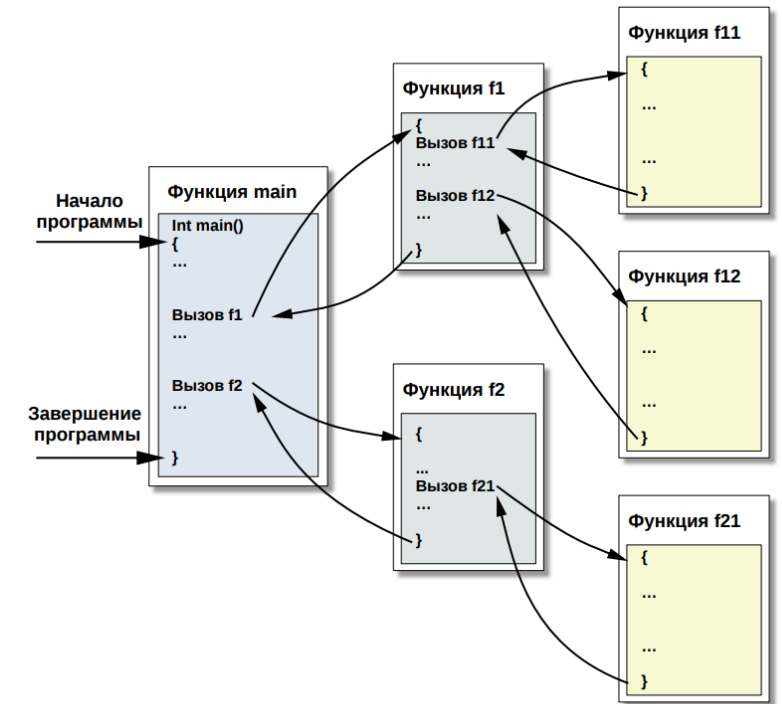 Начало
программы
Завершение
программы
Функция main
Int main()
{
...
Вызов f1
...
Вызов f2
...
}
Функция f1
{
Вызов f11
...
Вызов f12
...
}
Функция f2
{
...
Вызов f21
...
}
Функция f11
{
...
...
}
Функция f12
{
...
...
}
Функция f21
{
...
...
}